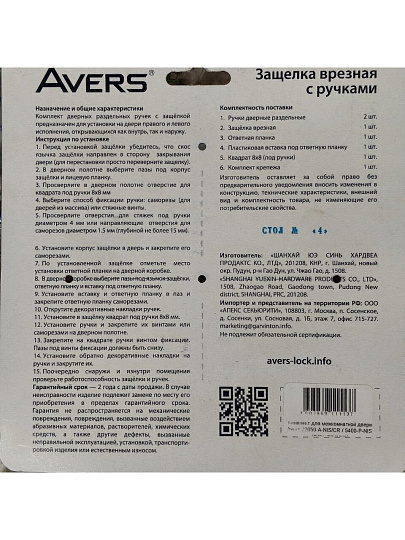 AVERS®
Защелка врезная
с ручками
Назначение и общие характеристики
Комплект дверных раздельных ручек с защёлкой
предназначен для установки на двери правого и левого
исполнения, открывающихся как внутрь, так и наружу.
Инструкция по установке
1. Перед установкой защёлки убедитесь, что скос
язычка защёлки направлен в сторону закрывания
двери (для перестановки просто переверните защелку).
2. В дверном полотне выберите пазы под корпус
защёлки и лицевую планку.
3. Просверлите в дверном полотне отверстие для
квадрата под ручки 8х8 мм
4. Выберите способ фиксации ручки: саморезы (для
дверей из массива) или стяжные винты.
5. Просверлите отверстия для стяжек под ручки
диаметром 4 мм или направляющие отверстия для
саморезов диаметром 1.5 мм (глубиной не более 15 мм).
6. Установите корпус защелки в дверь и закрепите его
саморезами.
7. По установленной защёлке отметьте место
установки ответной планки на дверной коробке.
8. В дверной коробке выберите пазы под язычок защёлки,
ответную планку и вставку под ответную планку.
9. Установите вставку и ответную планку в паз и
закрепите их саморезами.
10. Открутите декоративные накладки ручек.
11. Установите в защёлку квадрат под ручки 8х8 мм
12. Установите ручки и закрепите их винтами или
саморезами на дверном полотне.
13. Закрепите на квадрате ручки винтом фиксации.
Пазы под винты фиксации должны быть снизу.
14. Установите обратно декоративные накладки на
ручки и закрутите их.
15. Поочередно снаружи и изнутри помещения
проверьте работоспособность защёлки и ручек.
Гарантийный срок — 2 года с даты продажи. В случае
неисправности изделие подлежит замене по месту его
приобретения в пределах гарантийного срока.
Гарантия не распространяется на механические
повреждения, повреждения, вызванные воздействием
абразивных материалов, растворителей, химических
средств, а также другие дефекты, вызванные
неправильной эксплуатацией, установкой, транспорти-
ровкой изделия или естественным износом.
Комплектность поставки
1. Ручки дверные раздельные 2 шт.
2. Защёлка врезная 1 шт.
3. Ответная планка 1 шт.
4. Пластиковая вставка под ответную планку 1 шт.
5. Квадрат 8х8 (под ручки) 1 шт.
6. Комплект крепежа
Изготовитель оставляет за собой право без
предварительного уведомления вносить изменения в
конструкцию, технические характеристики, внешний
вид и комплектность товара, не изменяющие его
потребительские свойства.
СТОЛ № «4»
Изготовитель: «ШАНХАЙ ЮЭ СИНЬ ХАРДВЕА
ПРОДАКТС КО., ЛТД», 201208, КНР, г. Шанхай, новый
окр. Пудун, р-н Гао Дун, ул. Чжао Гао, д. 1508.
«SHANGHAI YUEXIN HARDWARE PRODUCTS CO., LTD»,
1508, Zhaogao Road, Gaodong town, Pudong New
district, SHANGHAI, PRC, 201208.
Импортер и представитель на территории РФ: ООО
«АПЕКС СЕКЬЮРИТИ», 108803, г. Москва, п. Сосенское,
д. Сосенки, ул. Сосновая, д. 1Б, этаж 7, офис 715-727.
marketing@garvinton.info.
Не подлежит обязательной сертификации.
avers-lock.info
Комплект для межкомнатной двери